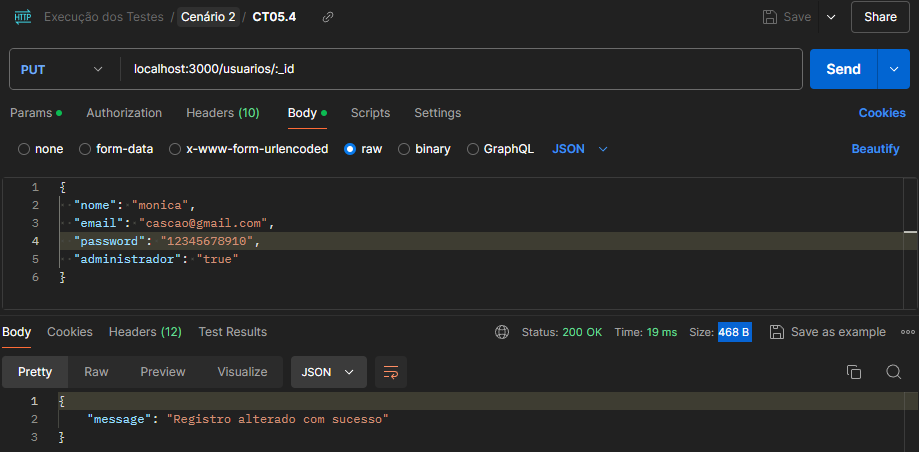 HTTP Execução dos Testes / Cenário 2 / CT05.4 Save Share
PUT localhost:3000/usuarios/:_id Send
Params Authorization Headers (10) Body Scripts Settings Cookies
none form-data x-www-form-urlencoded raw binary GraphQL JSON Beautify
1 {
2 "nome": "monica",
3 "email": "cascao@gmail.com",
4 "password": "12345678910",
5 "administrador": "true"
6 }
Body Cookies Headers (12) Test Results Status: 200 OK Time: 19 ms Size: 468 B Save as example
Pretty Raw Preview Visualize JSON
1 {
2 "message": "Registro alterado com sucesso"
3 }